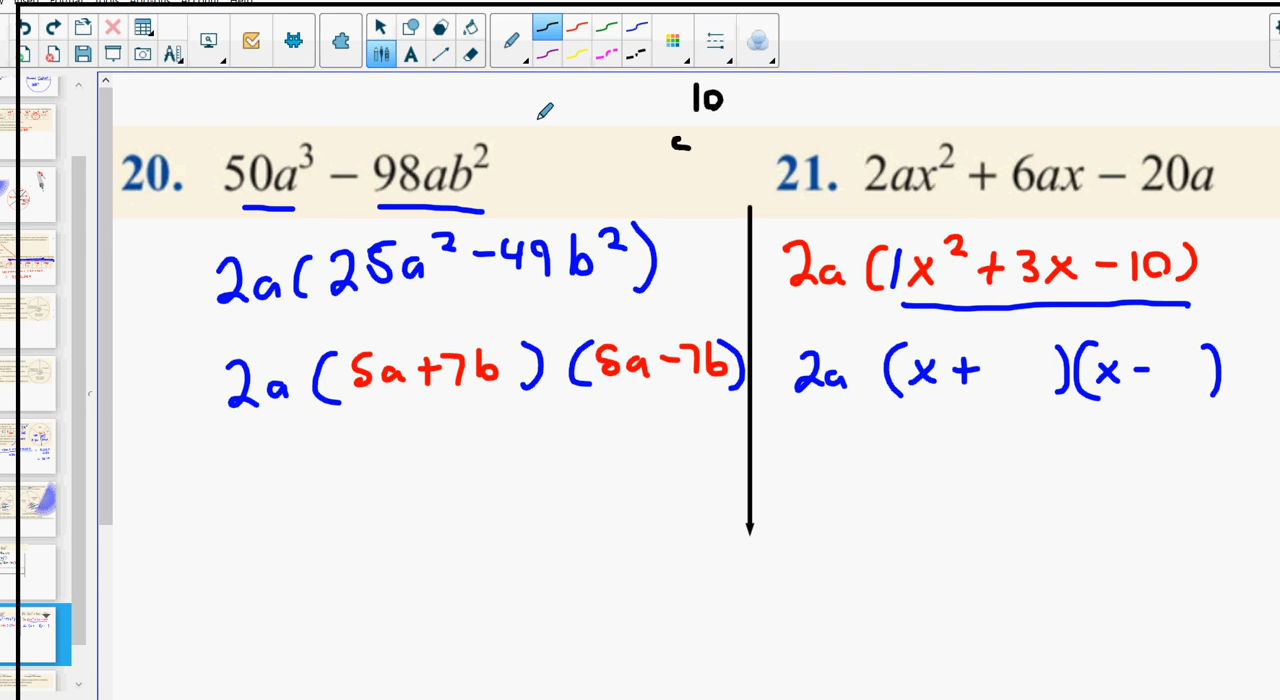 10
20. 50a³ − 98ab²
2a(25a² − 49b²)
2a(5a+7b)(5a−7b)
21. 2ax² + 6ax − 20a
2a(1x² + 3x − 10)
2a (x + )(x - )